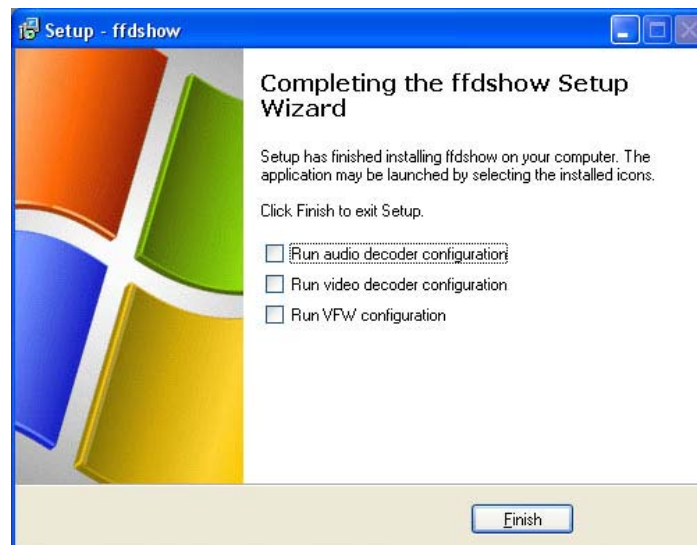 Setup - ffdshow
Completing the ffdshow Setup
Wizard
Setup has finished installing ffdshow on your computer. The
application may be launched by selecting the installed icons.
Click Finish to exit Setup.
Run audio decoder configuration
Run video decoder configuration
Run VFW configuration
Finish